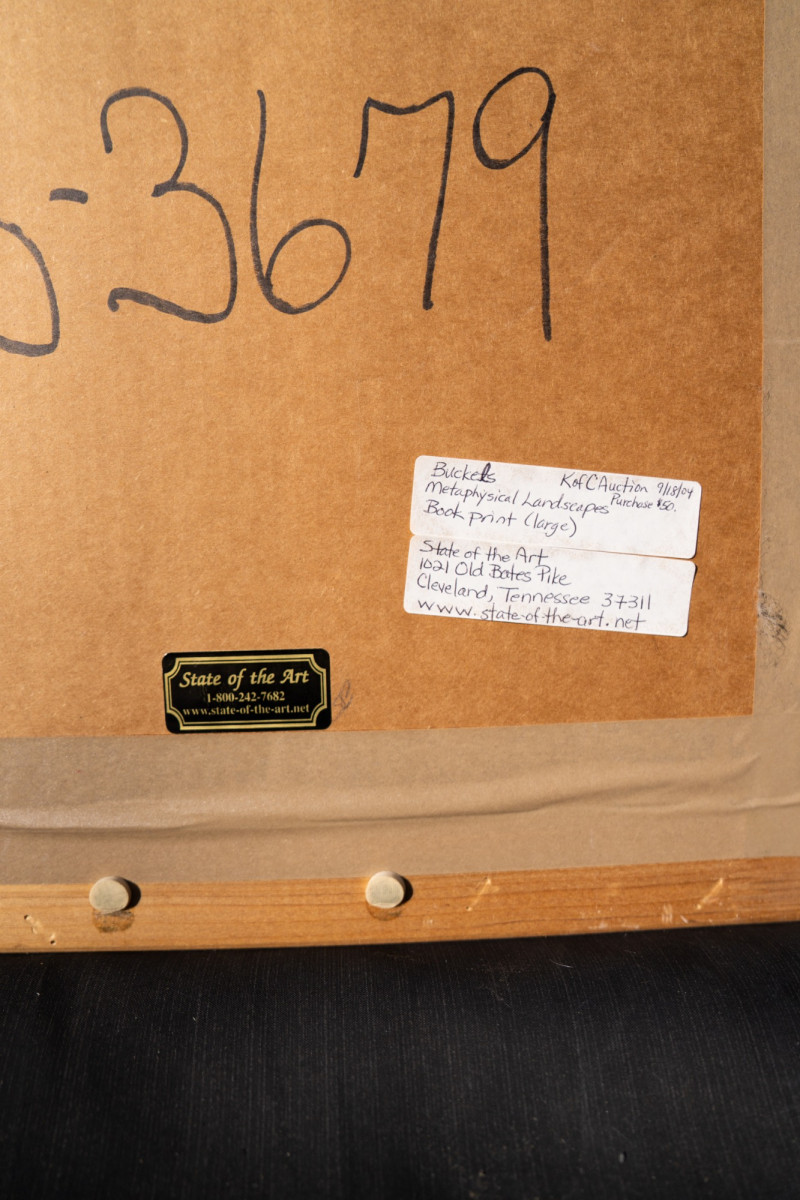 -3679
Buckels
KofC Auction 9/18/04
Metaphysical Landscapes
Purchase $50.
Book print (large)
State of the Art
1021 Old Bates Pike
Cleveland, Tennessee 37311
www.state-of-the-art.net
State of the Art
1-800-242-7682
www.state-of-the-art.net